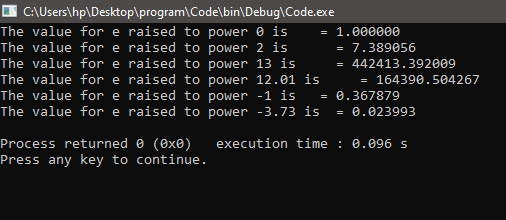 C:\Users\hp\Desktop\program\Code\bin\Debug\Code.exe
The value for e raised to power 0 is    = 1.000000
The value for e raised to power 2 is      = 7.389056
The value for e raised to power 13 is      = 442413.392009
The value for e raised to power 12.01 is     = 164390.504267
The value for e raised to power -1 is   = 0.367879
The value for e raised to power -3.73 is  = 0.023993
Process returned 0 (0x0)   execution time : 0.096 s
Press any key to continue.